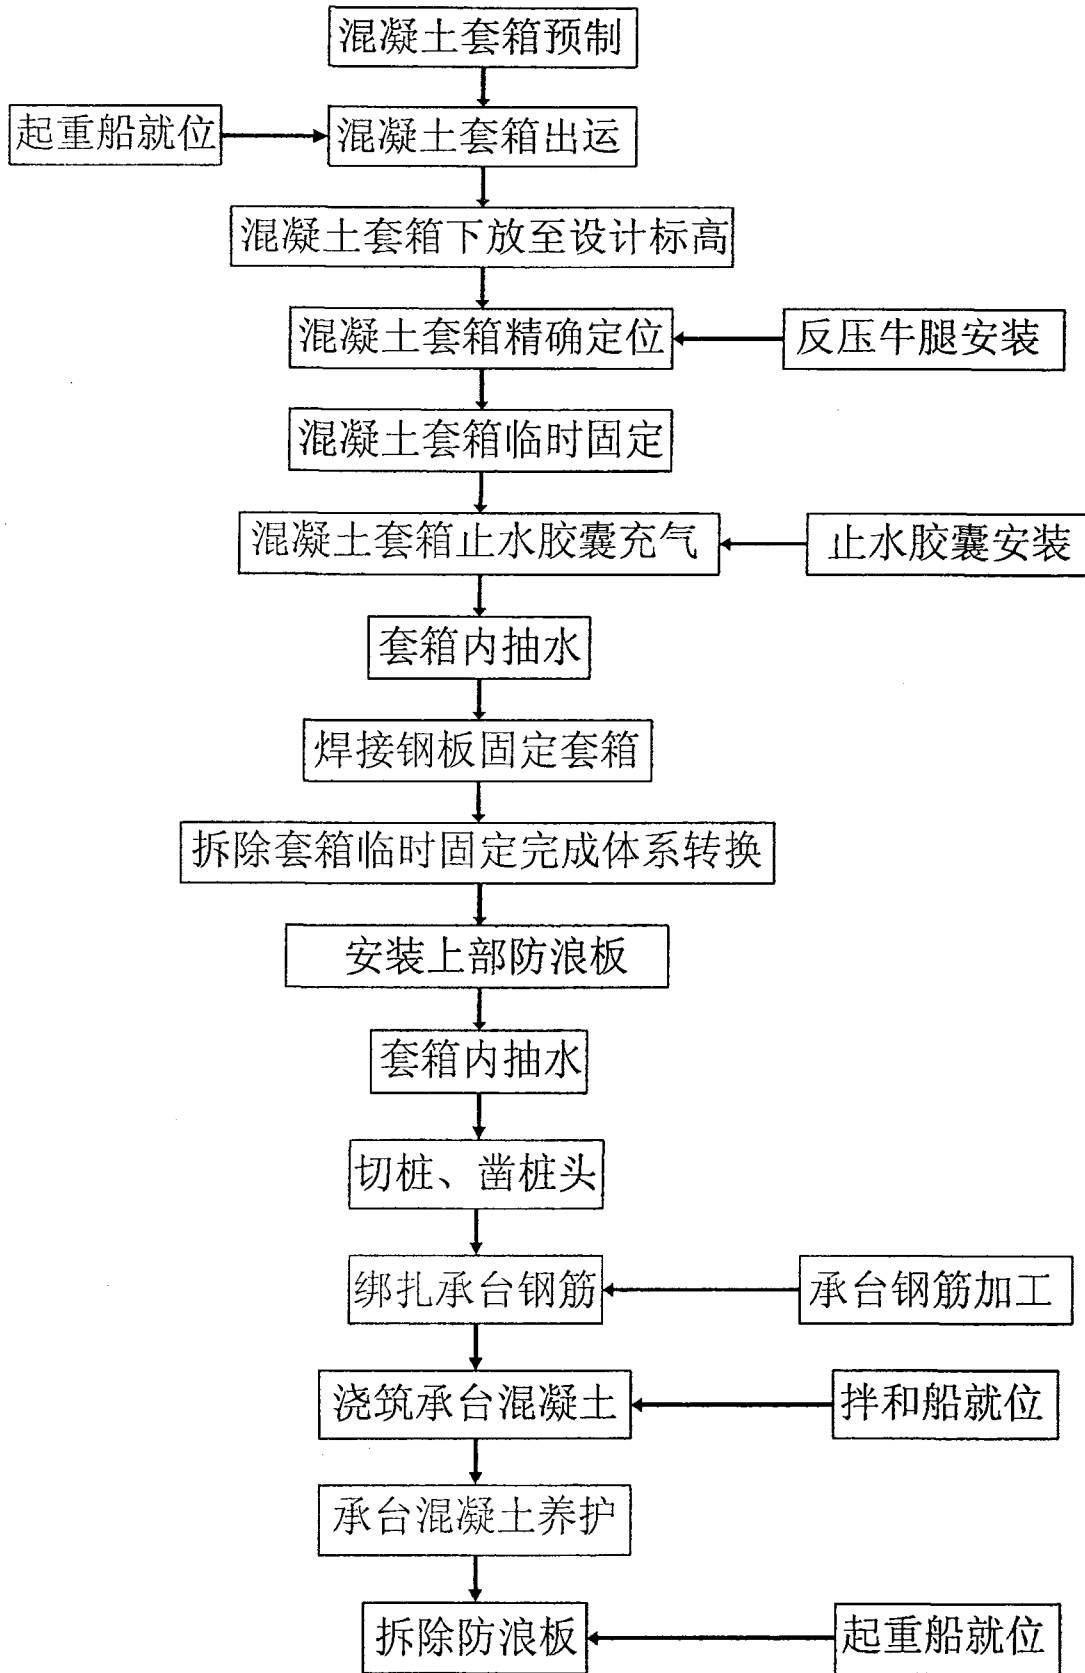 混凝土套箱预制
起重船就位
混凝土套箱出运
混凝土套箱下放至设计标高
混凝土套箱精确定位
反压牛腿安装
混凝土套箱临时固定
混凝土套箱止水胶囊充气
止水胶囊安装
套箱内抽水
焊接钢板固定套箱
拆除套箱临时固定完成体系转换
安装上部防浪板
套箱内抽水
切桩、凿桩头
绑扎承台钢筋
承台钢筋加工
浇筑承台混凝土
拌和船就位
承台混凝土养护
拆除防浪板
起重船就位